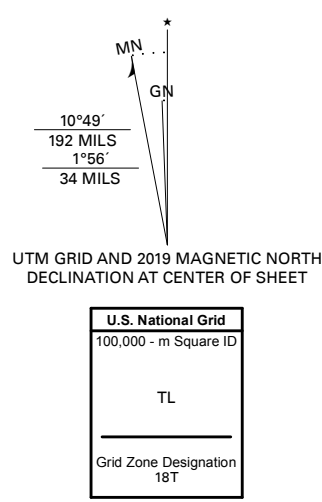 ★
MN
GN
10°49´
192 MILS
1°56´
34 MILS
UTM GRID AND 2019 MAGNETIC NORTH
DECLINATION AT CENTER OF SHEET
U.S. National Grid
100,000 - m Square ID
TL
Grid Zone Designation
18T